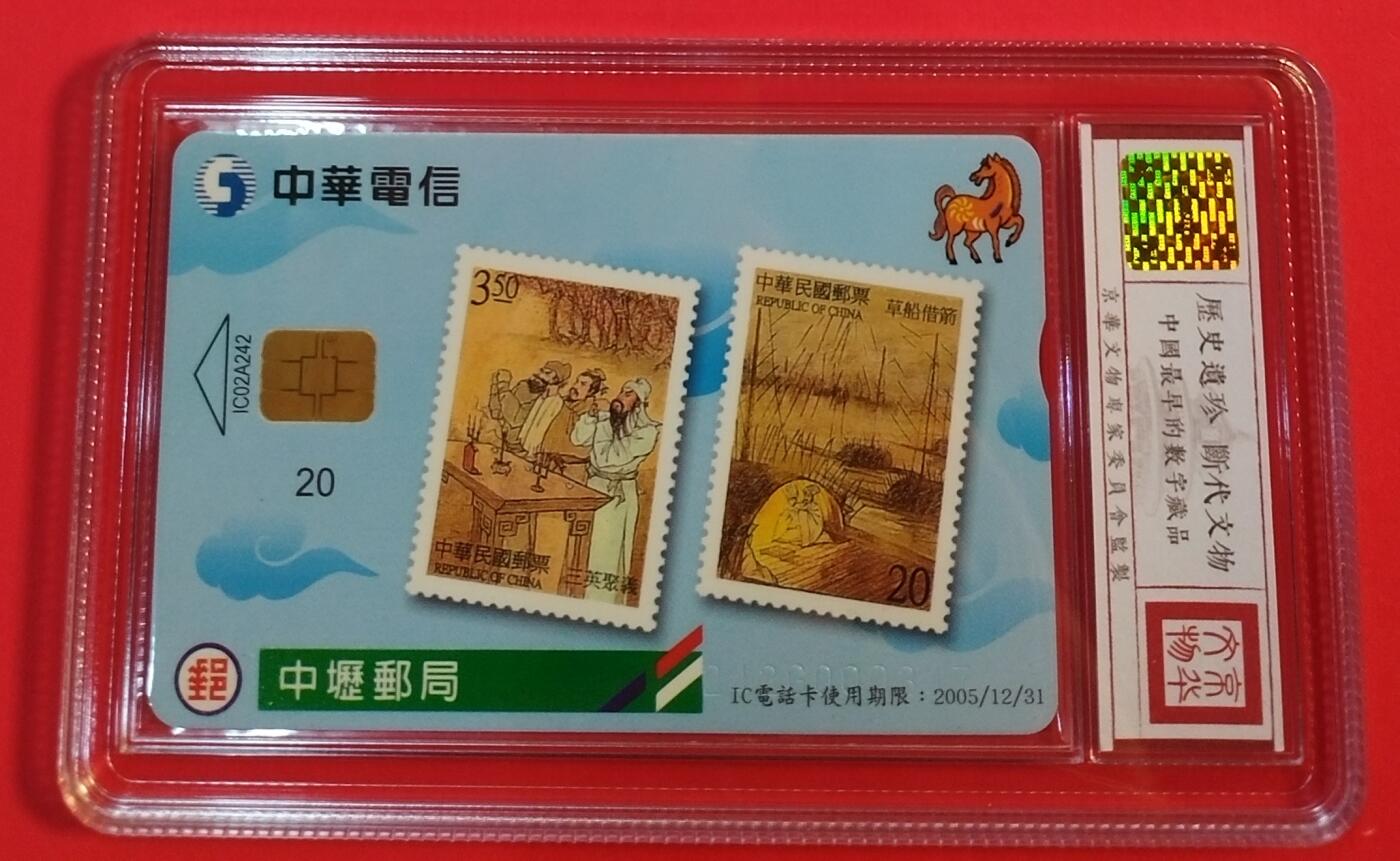 中華電信
IC02A242
20
3.50
中華民國郵票
REPUBLIC OF CHINA
三英聚義
中華民國郵票
REPUBLIC OF CHINA
草船借箭
20
郵
中壢郵局
IC電話卡使用期限：2005/12/31
歷史遺珍 斷代文物
中國最早的數字藏品
京華文物專家委員會監製
京华
文物